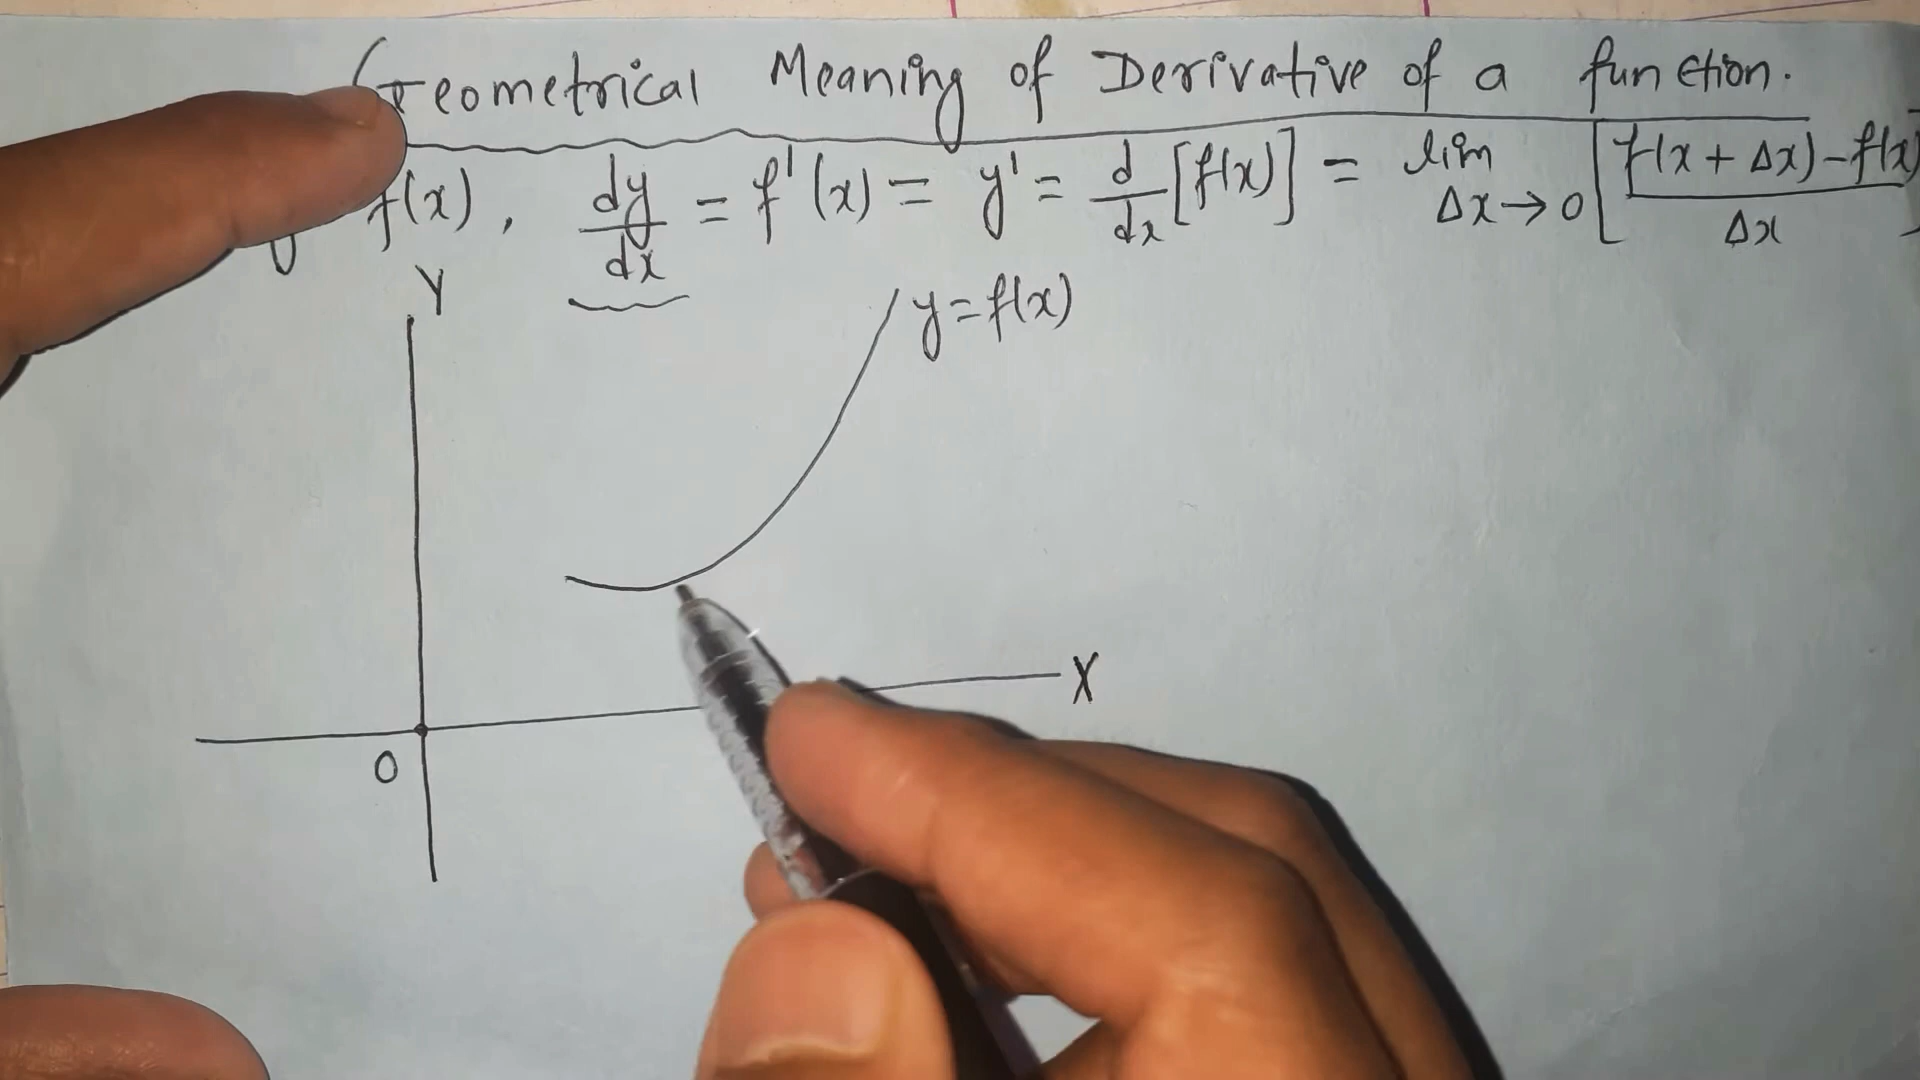 Geometrical Meaning of Derivative of a function.
f(x), dy/dx = f'(x) = y' = d/dx [f(x)] = lim Δx→0 [f(x + Δx) - f(x) / Δx]
Y
y = f(x)
X
O